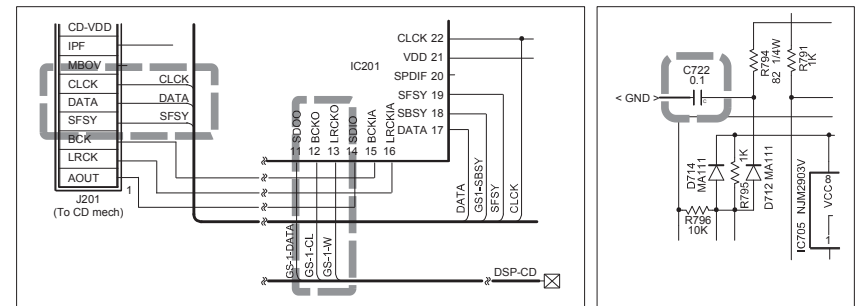 CD-VDD
IPF
MBOV
CLCK
DATA
SFSY
BCK
LRCK
AOUT
J201
(To CD mech)
1
CLCK
DATA
SFSY
IC201
CLCK 22
VDD 21
SPDIF 20
SFSY 19
SBSY 18
DATA 17
SDOO
11
BCKO
12
LRCKO
13
SDIO
14
BCKIA
15
LRCKIA
16
DATA
GS1-SBSY
SFSY
CLCK
GS-1-DATA
GS-1-CL
GS-1-W
DSP-CD
C722
0.1
C
< GND >
R794
82 1/4W
R791
1K
D714
MA111
R795 1K
D712 MA111
R796
10K
IC705 NJM2903V
8
VCC
1